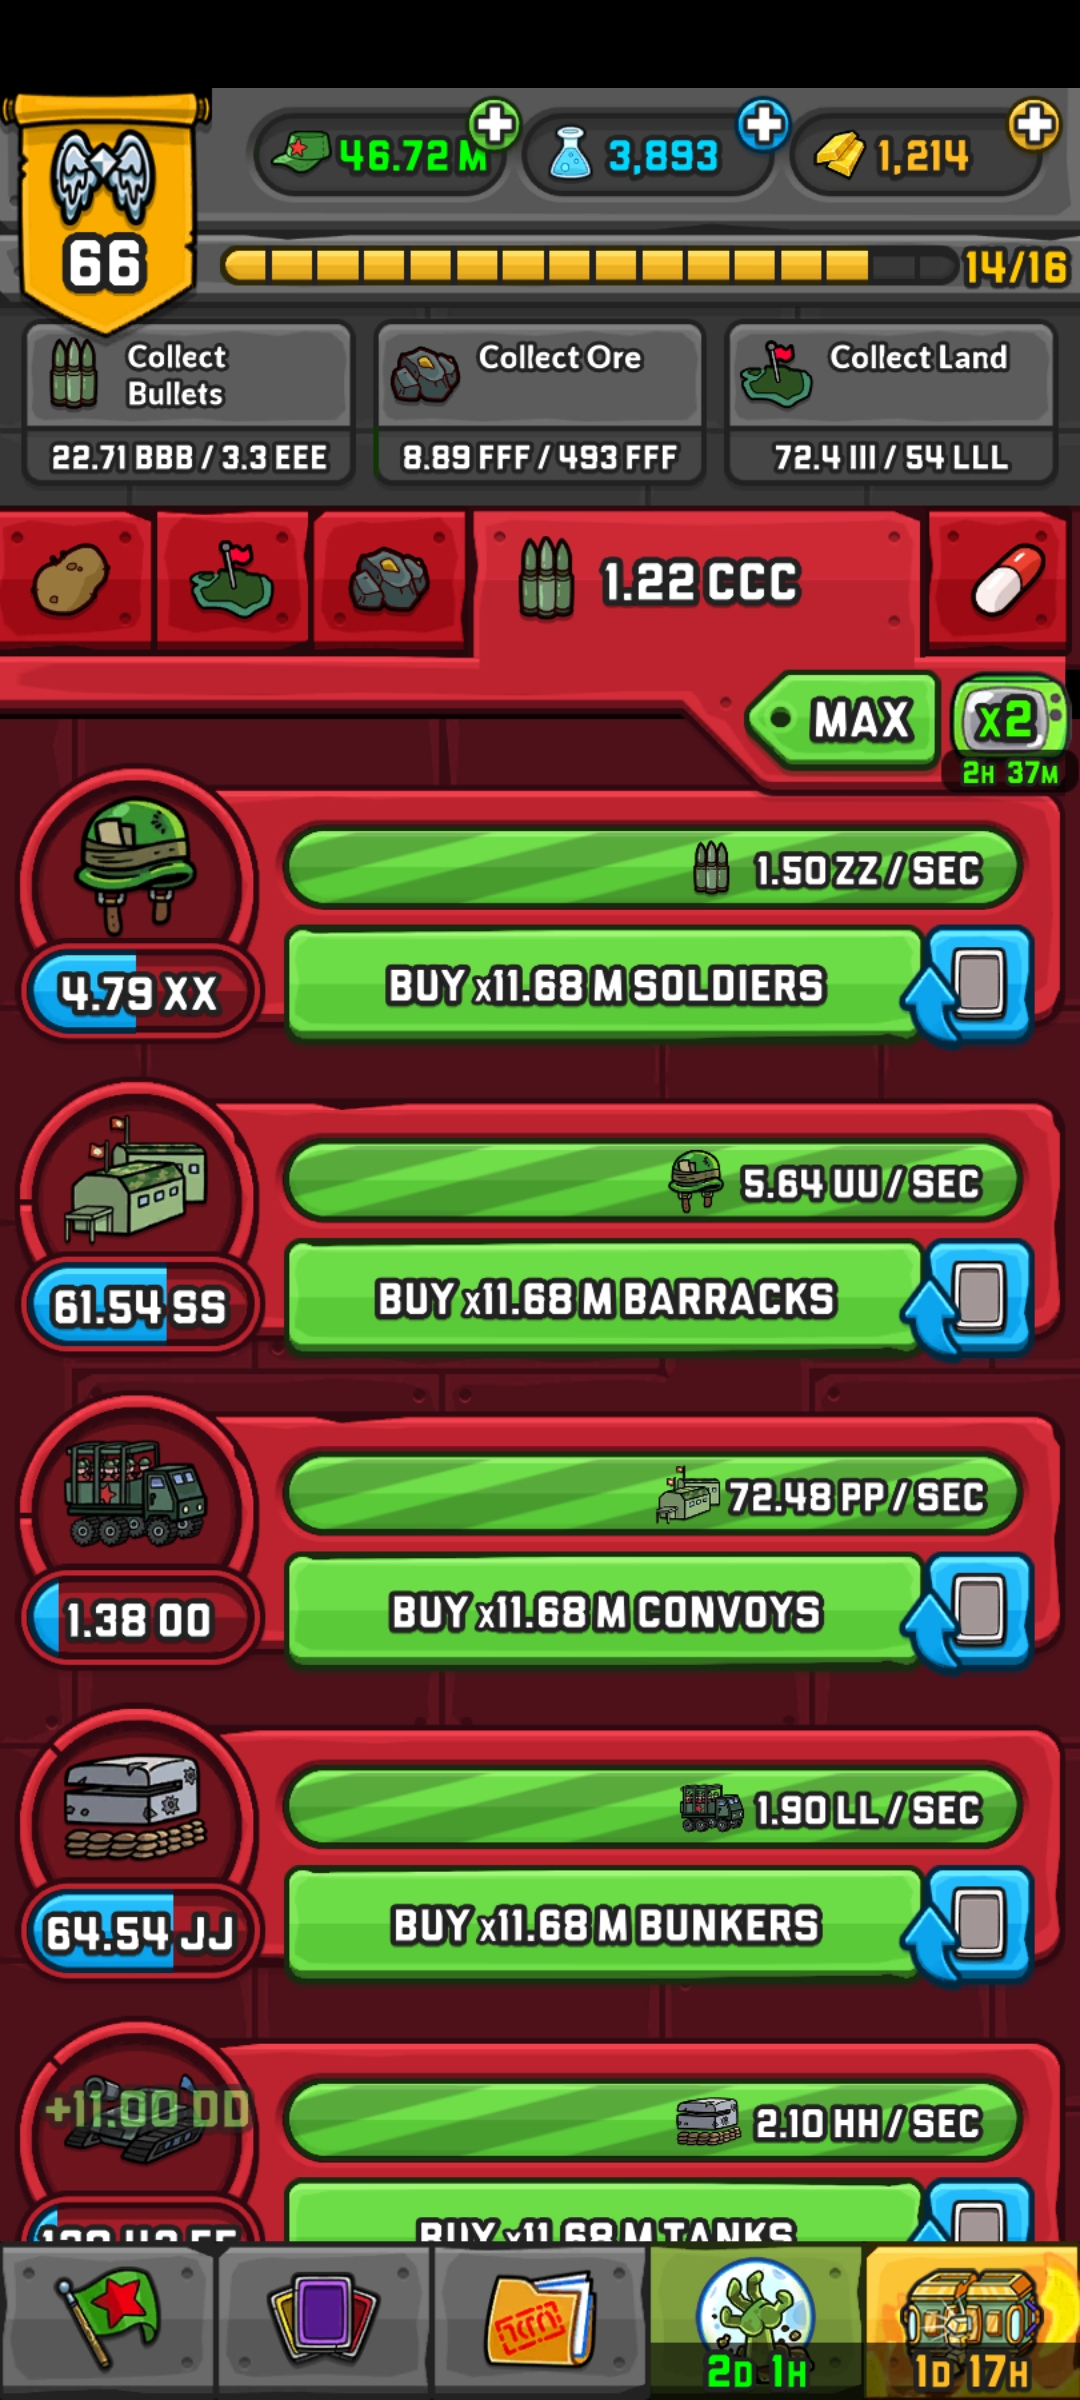 46.72 M
3,893
1,214
66
14/16
Collect
Bullets
Collect Ore
Collect Land
22.71 BBB / 3.3 EEE
8.89 FFF / 493 FFF
72.4 III / 54 LLL
1.22 CCC
MAX
x2
2H 37M
1.50 ZZ / SEC
4.79 XX
BUY x11.68 M SOLDIERS
5.64 UU / SEC
61.54 SS
BUY x11.68 M BARRACKS
72.48 PP / SEC
1.38 OO
BUY x11.68 M CONVOYS
1.90 LL / SEC
64.54 JJ
BUY x11.68 M BUNKERS
+11.00 DD
2.10 HH / SEC
BUY x11.68 M TANKS
2D 1H
1D 17H